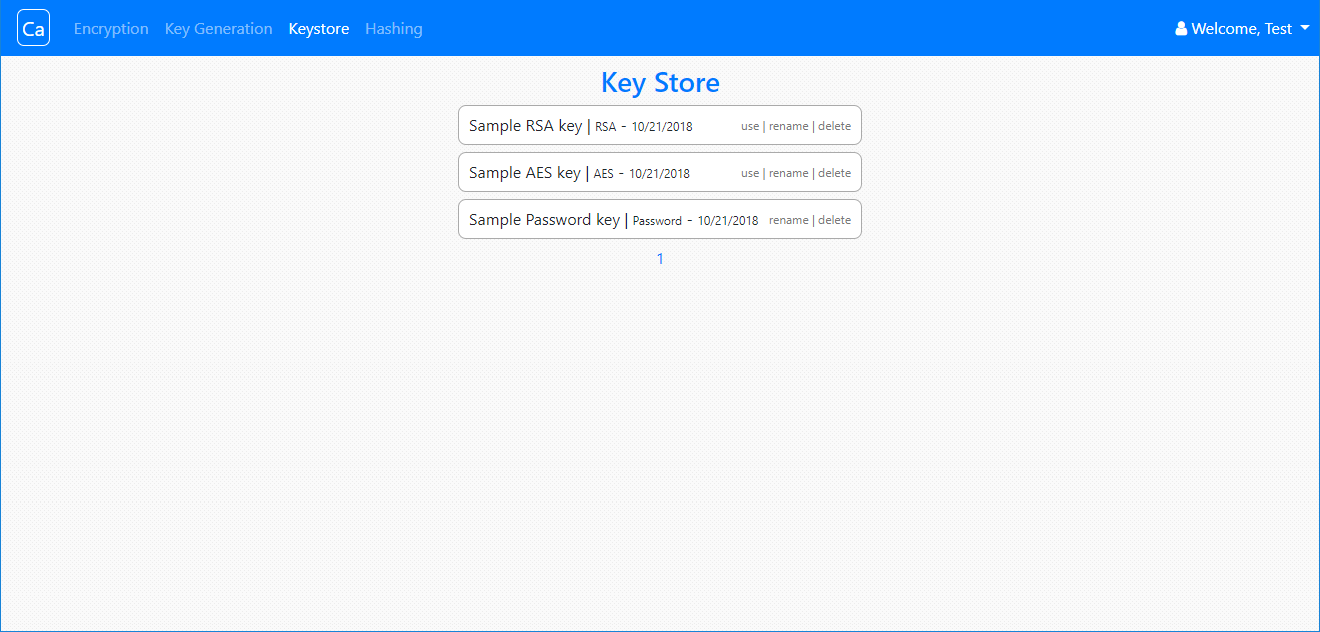 Ca Encryption Key Generation Keystore Hashing Welcome, Test
Key Store
Sample RSA key | RSA - 10/21/2018 use | rename | delete
Sample AES key | AES - 10/21/2018 use | rename | delete
Sample Password key | Password - 10/21/2018 rename | delete
1